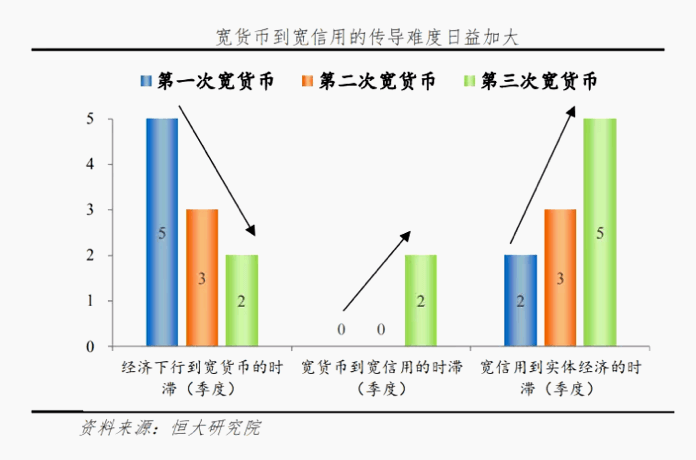 宽货币到宽信用的传导难度日益加大
第一次宽货币 第二次宽货币 第三次宽货币
5
4
3
2
1
0
5 3 2
0 0 2
2 3 5
经济下行到宽货币的时
滞（季度）
宽货币到宽信用的时滞
（季度）
宽信用到实体经济的时
滞（季度）
资料来源：恒大研究院